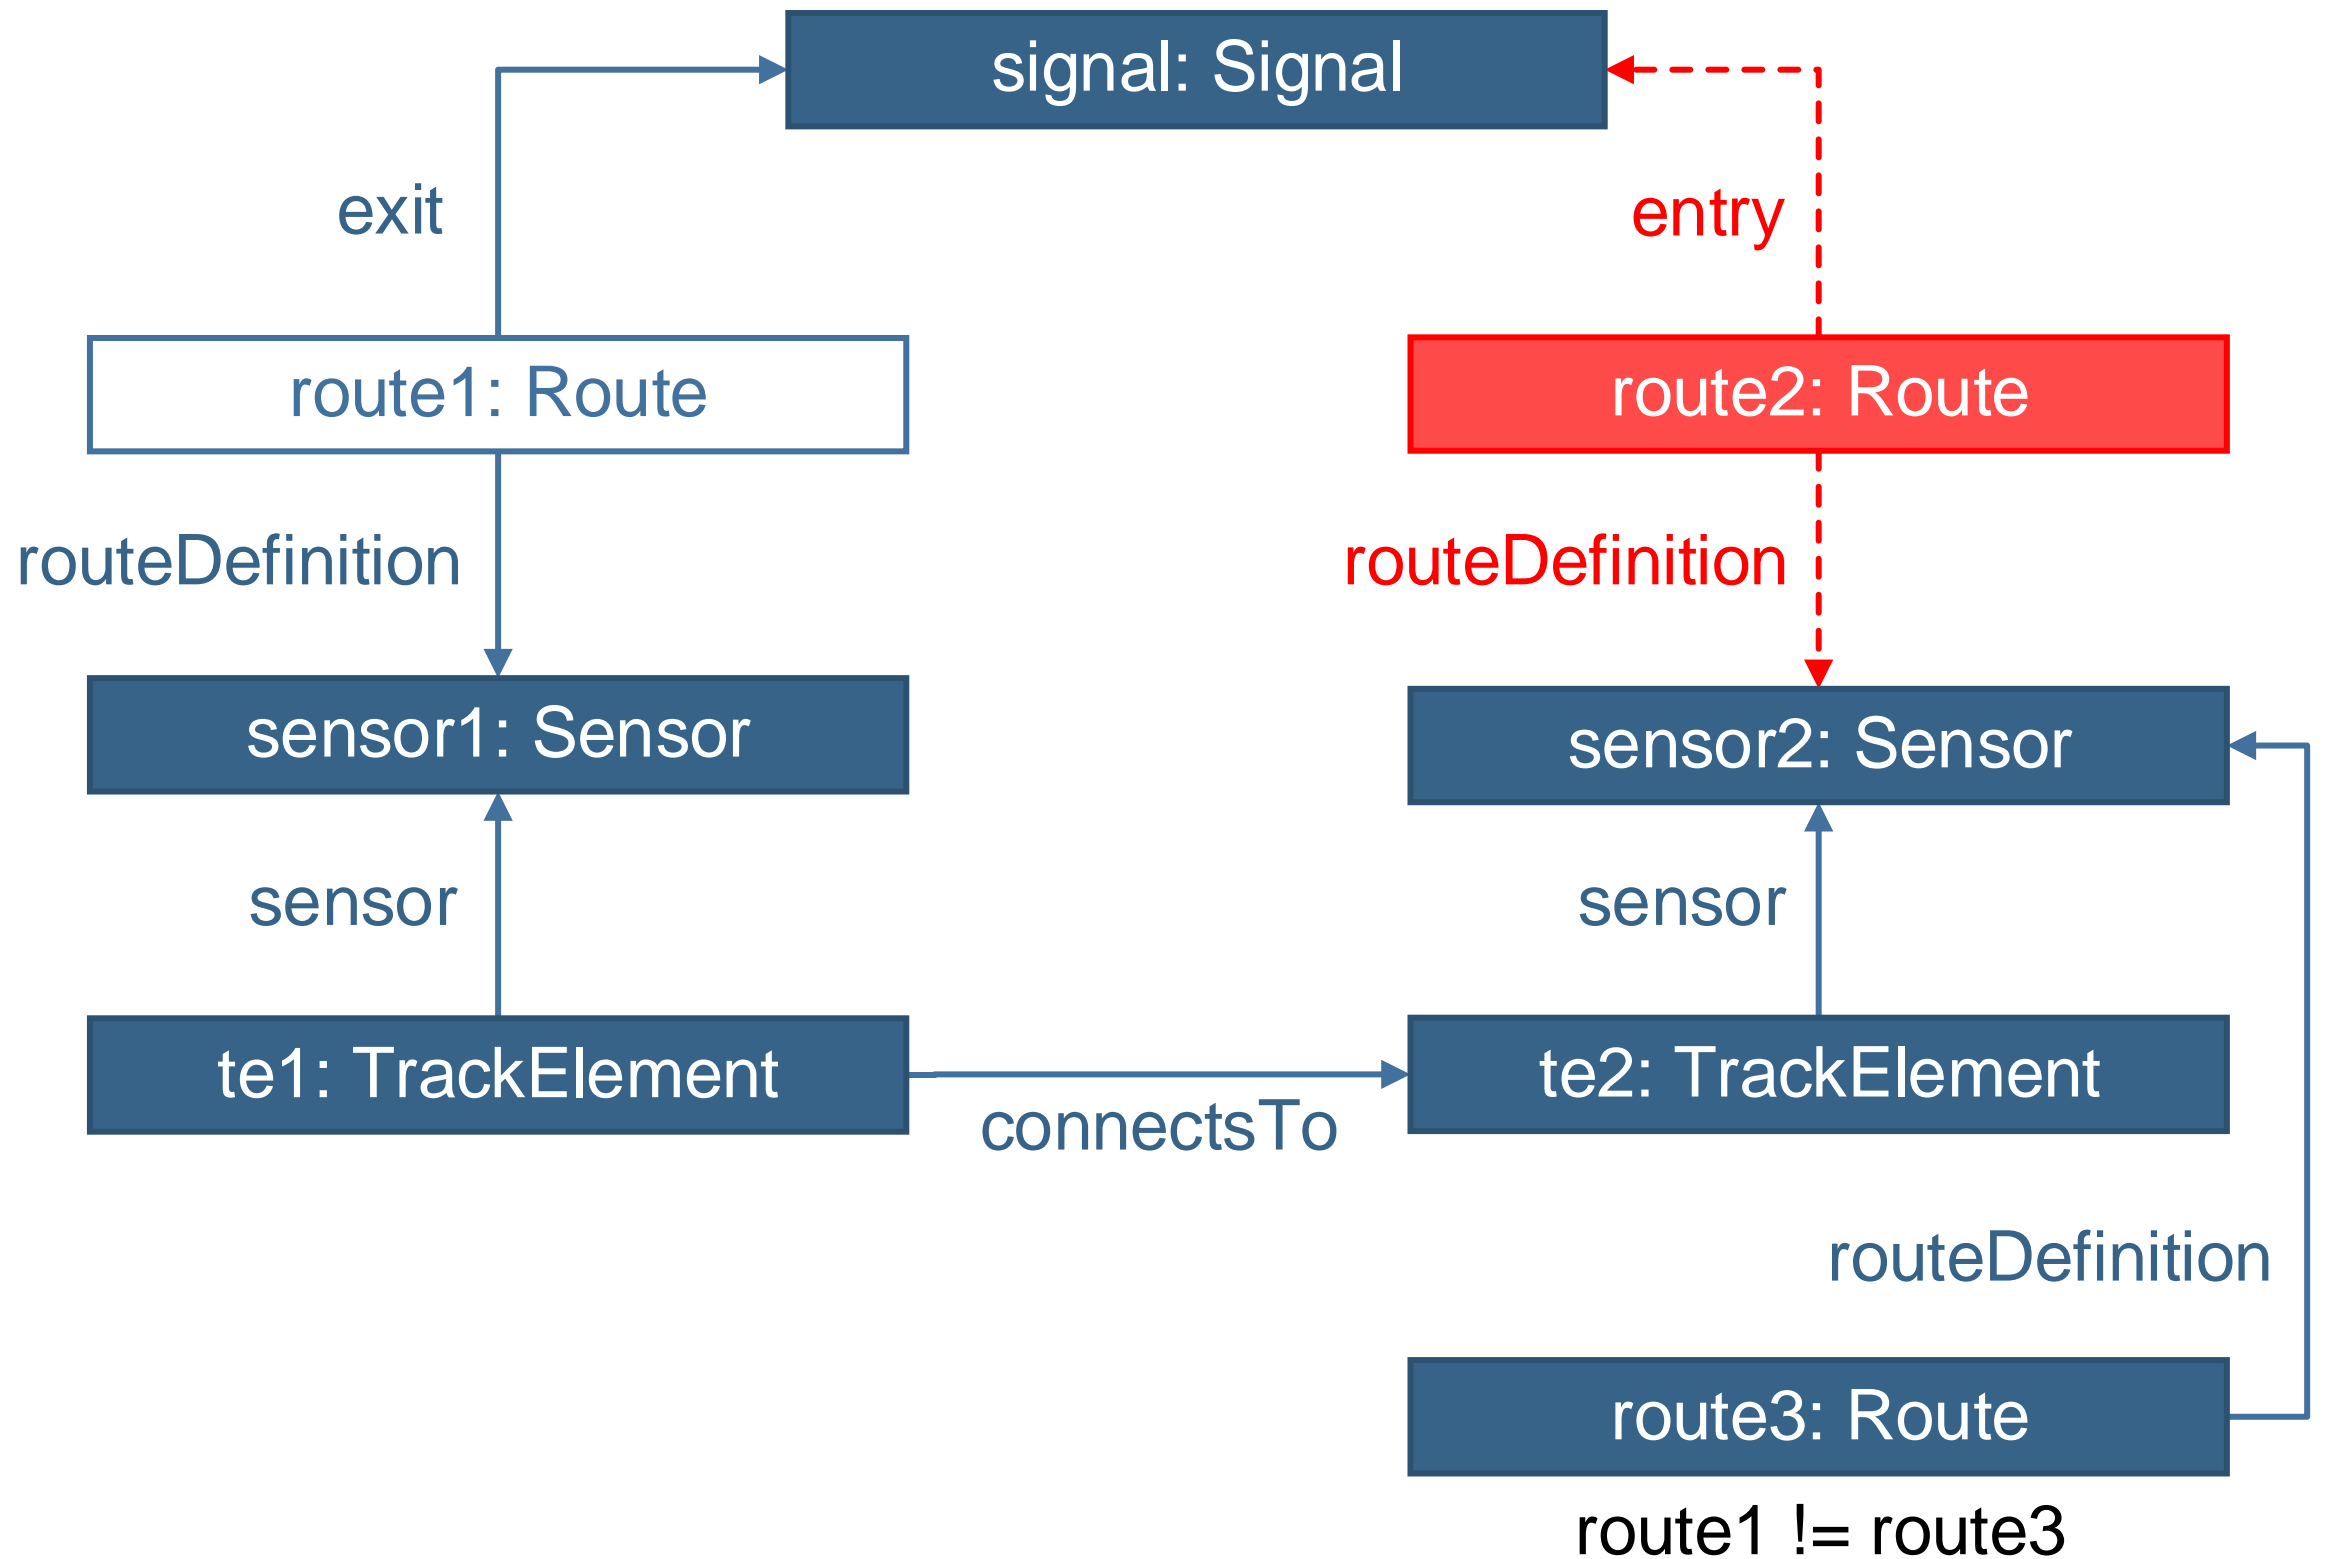 signal: Signal
exit
entry
route1: Route
route2: Route
routeDefinition
routeDefinition
sensor1: Sensor
sensor2: Sensor
sensor
sensor
te1: TrackElement
te2: TrackElement
connectsTo
routeDefinition
route3: Route
route1 != route3